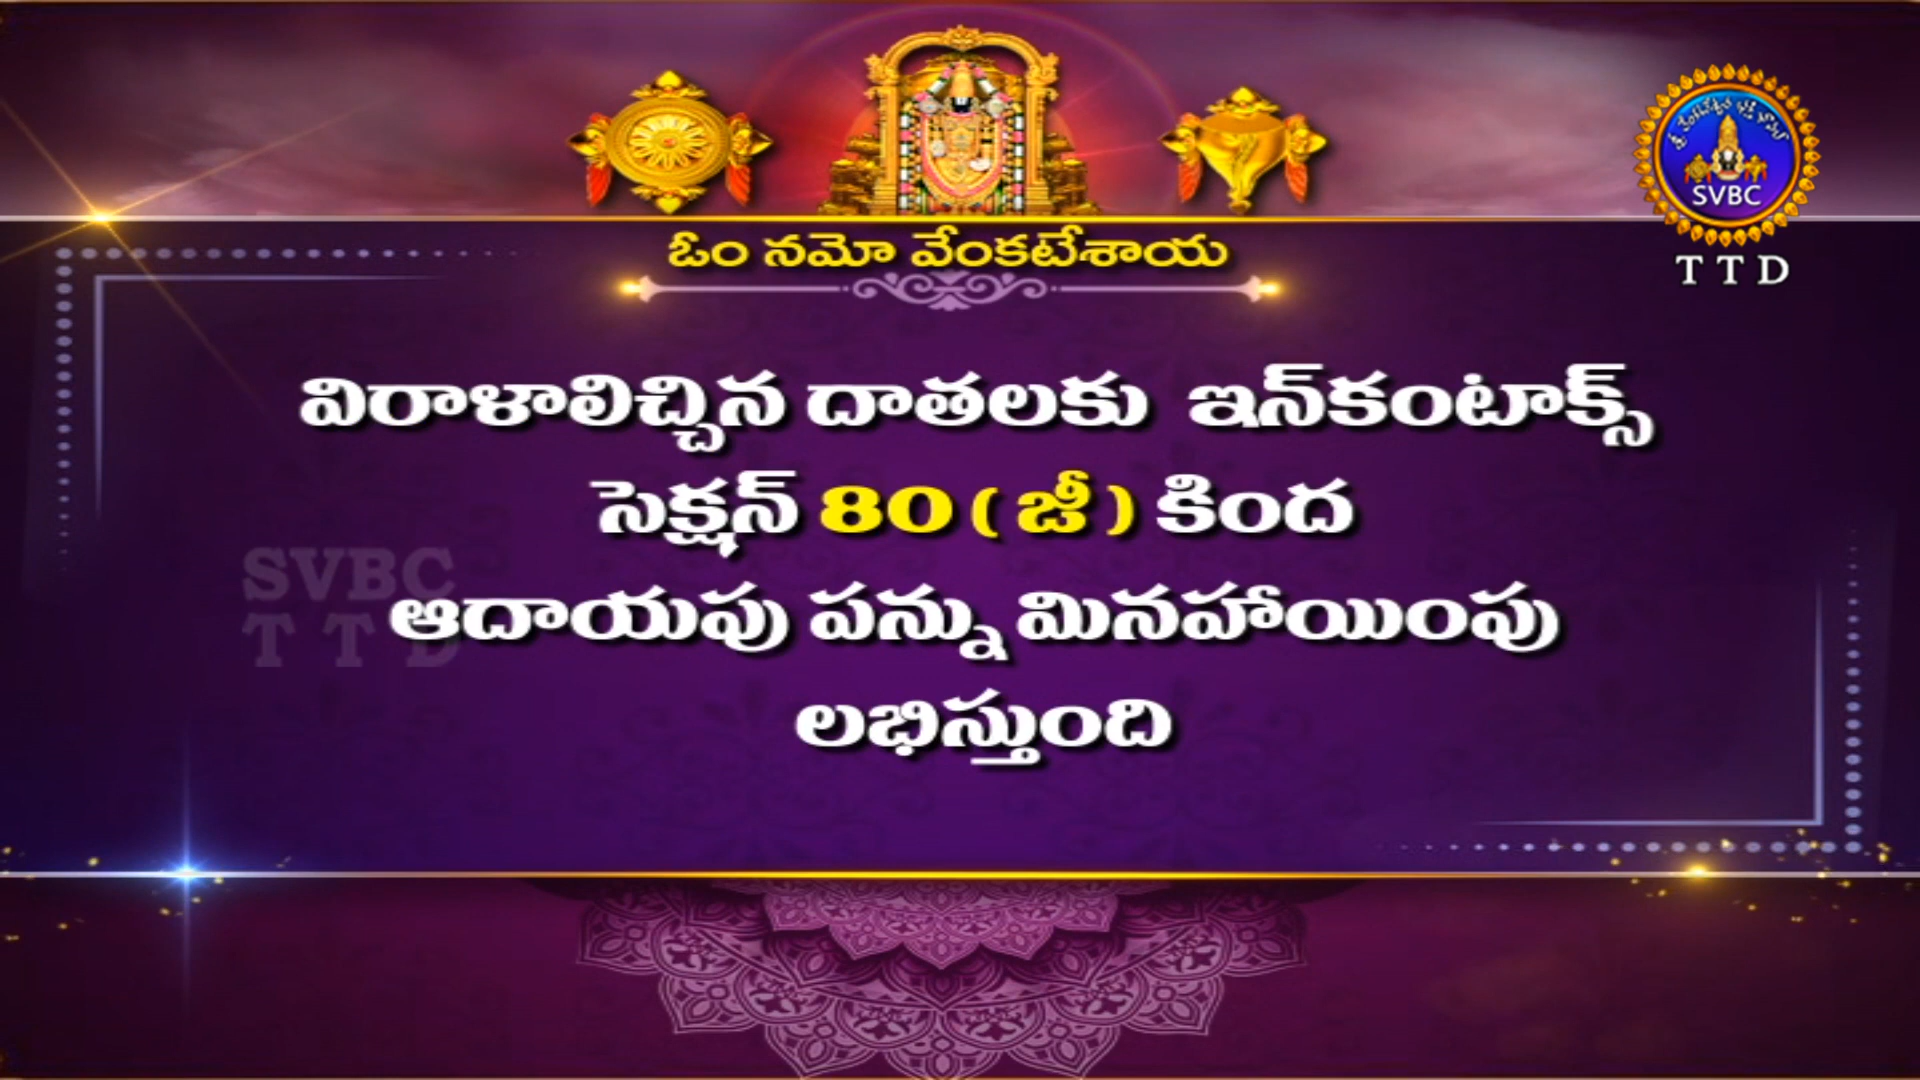 SVBC
TTD
ఓం నమో వేంకటేశాయ
విరాళాలిచ్చిన దాతలకు ఇన్‌కంటాక్స్
సెక్షన్ 80 ( జీ ) కింద
ఆదాయపు పన్ను మినహాయింపు
లభిస్తుంది
SVBC
TTD